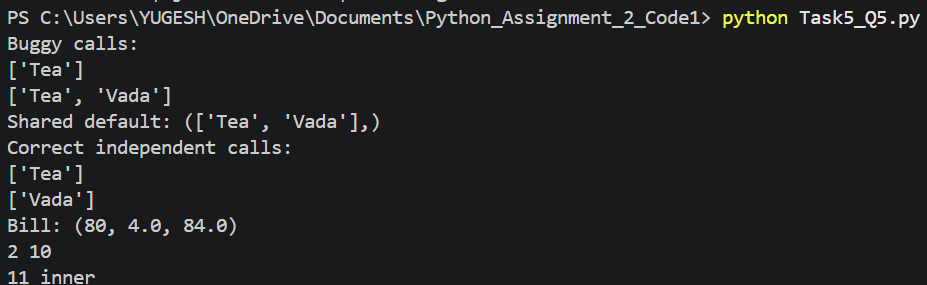 PS C:\Users\YUGESH\OneDrive\Documents\Python_Assignment_2_Code1> python Task5_Q5.py
Buggy calls:
['Tea']
['Tea', 'Vada']
Shared default: (['Tea', 'Vada'],)
Correct independent calls:
['Tea']
['Vada']
Bill: (80, 4.0, 84.0)
2 10
11 inner